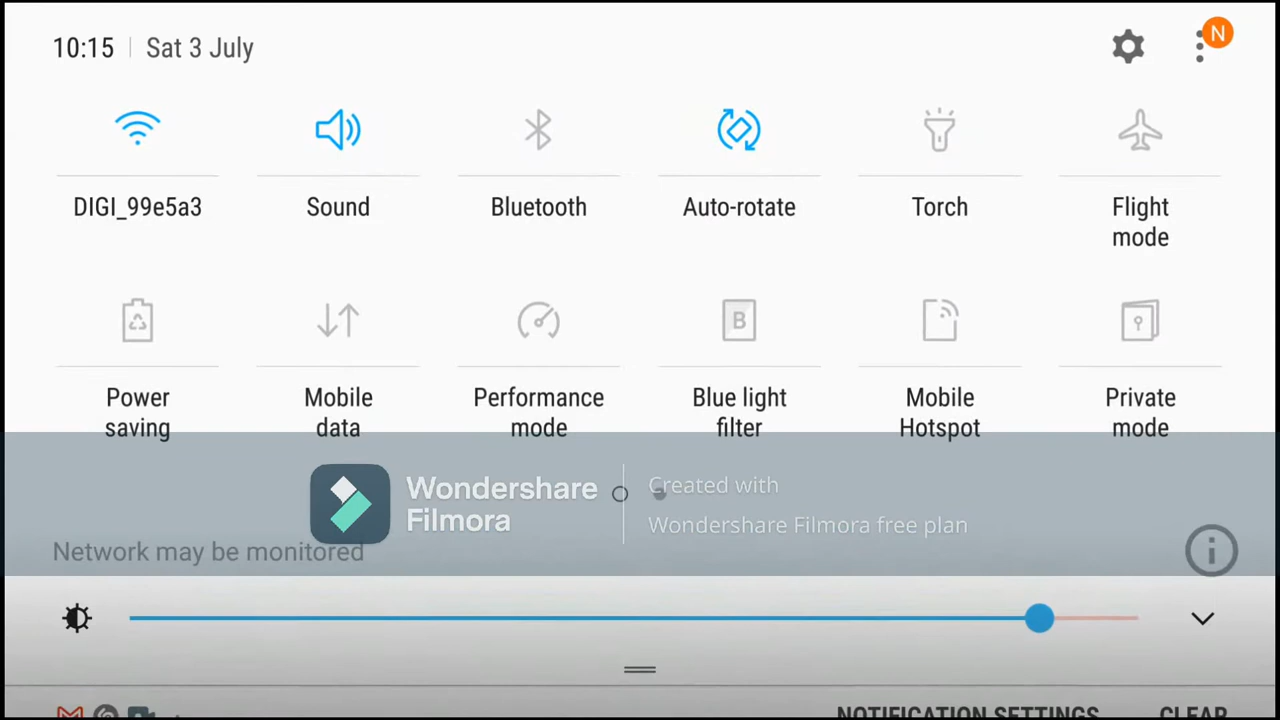 10:15 Sat 3 July
N
DIGI_99e5a3
Sound
Bluetooth
Auto-rotate
Torch
Flight
mode
Power
saving
Mobile
data
Performance
mode
B
Blue light
filter
Mobile
Hotspot
Private
mode
Wondershare
Filmora
Created with
Wondershare Filmora free plan
Network may be monitored
NOTIFICATION SETTINGS
CLEAR